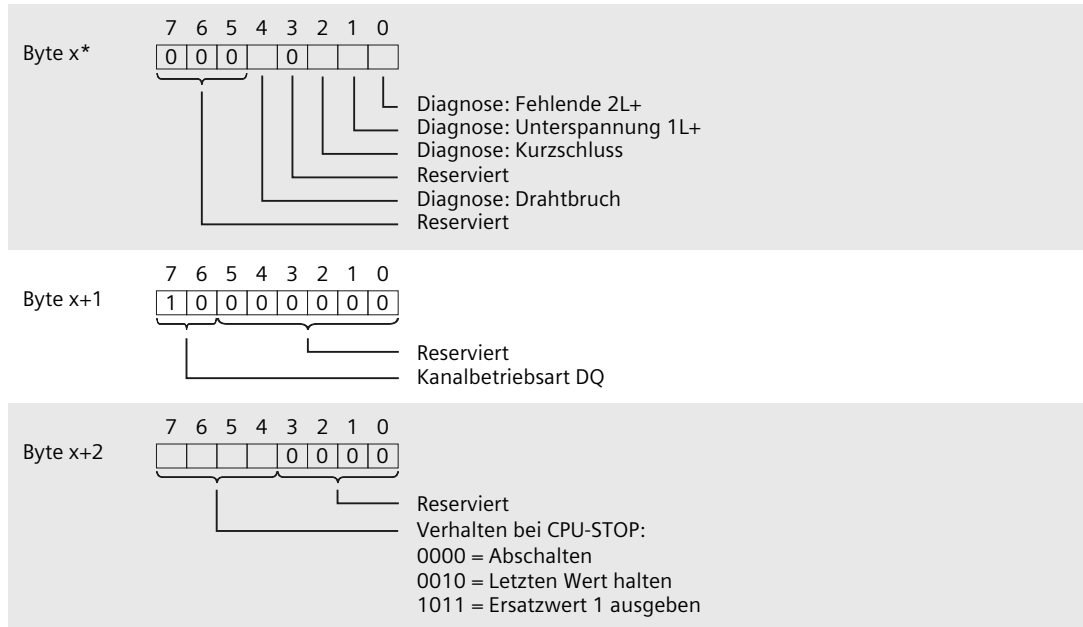 7 6 5 4 3 2 1 0
Byte x*
0 0 0 0
Diagnose: Fehlende 2L+
Diagnose: Unterspannung 1L+
Diagnose: Kurzschluss
Reserviert
Diagnose: Drahtbruch
Reserviert
7 6 5 4 3 2 1 0
Byte x+1
1 0 0 0 0 0 0 0
Reserviert
Kanalbetriebsart DQ
7 6 5 4 3 2 1 0
Byte x+2
0 0 0 0
Reserviert
Verhalten bei CPU-STOP:
0000 = Abschalten
0010 = Letzten Wert halten
1011 = Ersatzwert 1 ausgeben